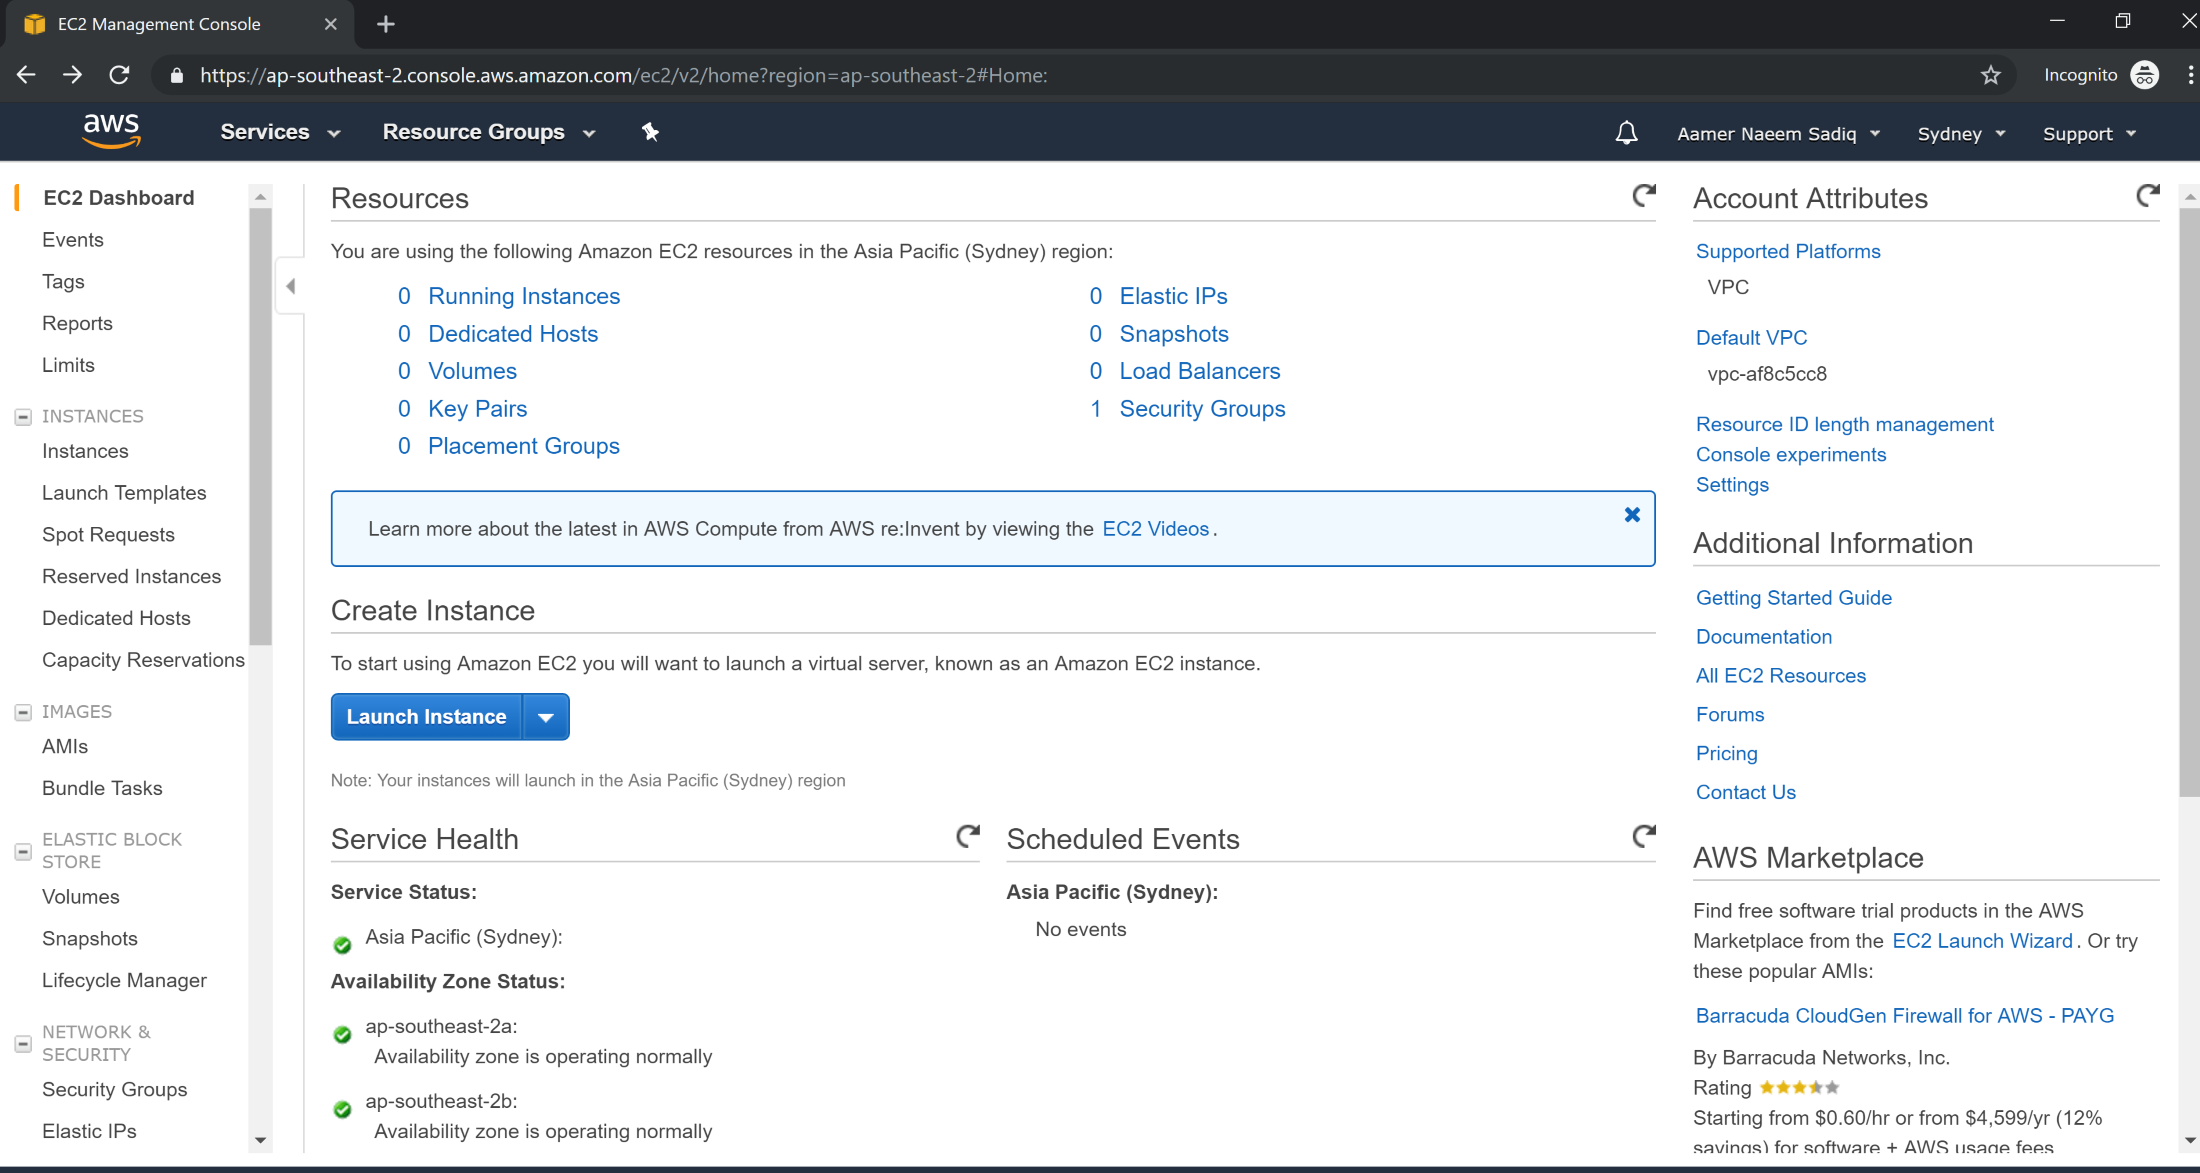 EC2 Management Console
https://ap-southeast-2.console.aws.amazon.com/ec2/v2/home?region=ap-southeast-2#Home:
Incognito
aws
Services
Resource Groups
Aamer Naeem Sadiq
Sydney
Support
EC2 Dashboard
Events
Tags
Reports
Limits
INSTANCES
Instances
Launch Templates
Spot Requests
Reserved Instances
Dedicated Hosts
Capacity Reservations
IMAGES
AMIs
Bundle Tasks
ELASTIC BLOCK
STORE
Volumes
Snapshots
Lifecycle Manager
NETWORK &
SECURITY
Security Groups
Elastic IPs
Resources
You are using the following Amazon EC2 resources in the Asia Pacific (Sydney) region:
0 Running Instances
0 Dedicated Hosts
0 Volumes
0 Key Pairs
0 Placement Groups
0 Elastic IPs
0 Snapshots
0 Load Balancers
1 Security Groups
Learn more about the latest in AWS Compute from AWS re:Invent by viewing the EC2 Videos.
Create Instance
To start using Amazon EC2 you will want to launch a virtual server, known as an Amazon EC2 instance.
Launch Instance
Note: Your instances will launch in the Asia Pacific (Sydney) region
Service Health
Service Status:
Asia Pacific (Sydney):
Availability Zone Status:
ap-southeast-2a:
Availability zone is operating normally
ap-southeast-2b:
Availability zone is operating normally
Scheduled Events
Asia Pacific (Sydney):
No events
Account Attributes
Supported Platforms
VPC
Default VPC
vpc-af8c5cc8
Resource ID length management
Console experiments
Settings
Additional Information
Getting Started Guide
Documentation
All EC2 Resources
Forums
Pricing
Contact Us
AWS Marketplace
Find free software trial products in the AWS
Marketplace from the EC2 Launch Wizard. Or try
these popular AMIs:
Barracuda CloudGen Firewall for AWS - PAYG
By Barracuda Networks, Inc.
Rating
Starting from $0.60/hr or from $4,599/yr (12%
savings) for software + AWS usage fees